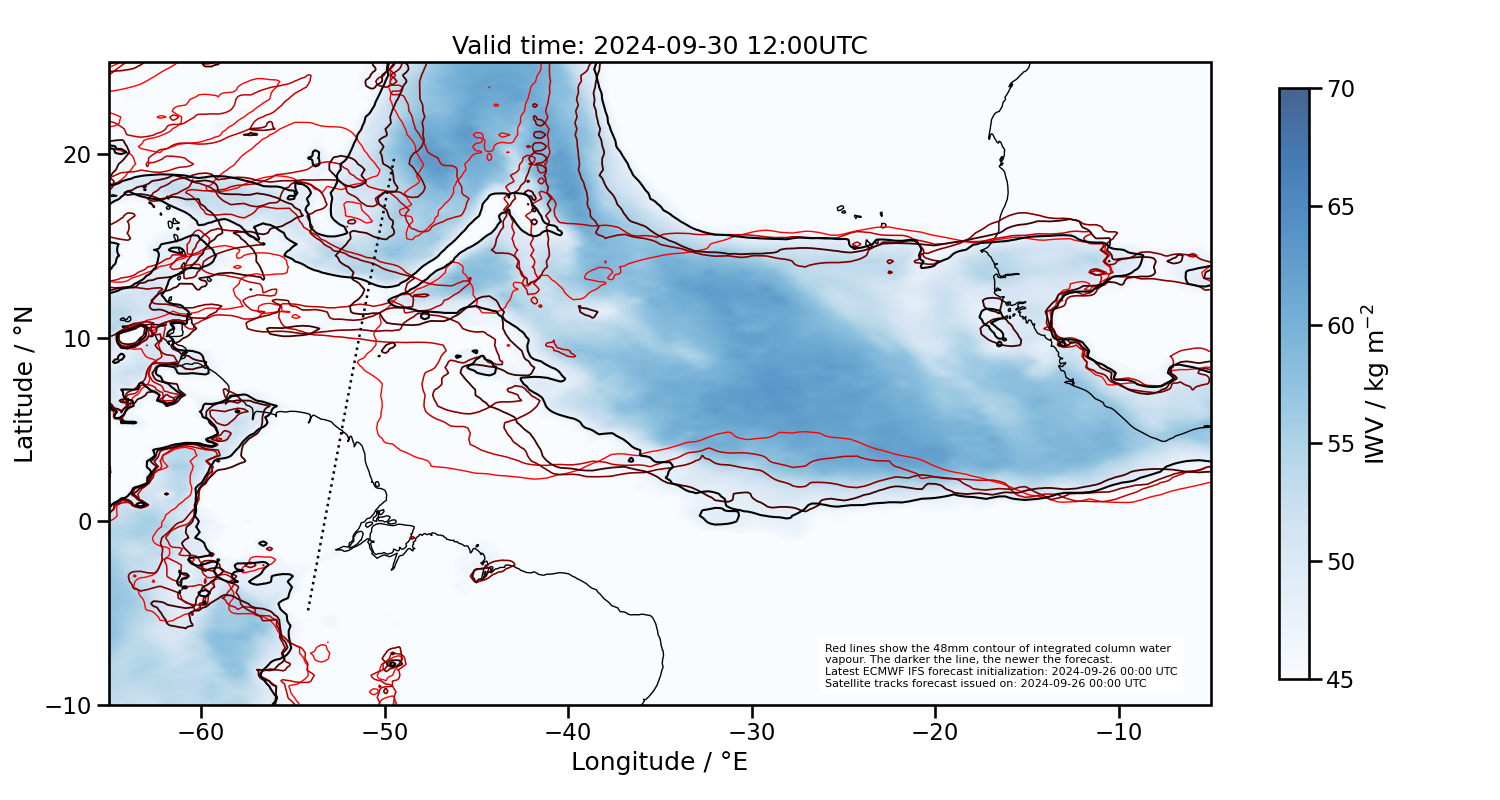 Valid time: 2024-09-30 12:00UTC
70
65
60
55
50
45
IWV / kg m⁻²
20
10
0
−10
Latitude / °N
Red lines show the 48mm contour of integrated column water
vapour. The darker the line, the newer the forecast.
Latest ECMWF IFS forecast initialization: 2024-09-26 00:00 UTC
Satellite tracks forecast issued on: 2024-09-26 00:00 UTC
−60
−50
−40
−30
−20
−10
Longitude / °E